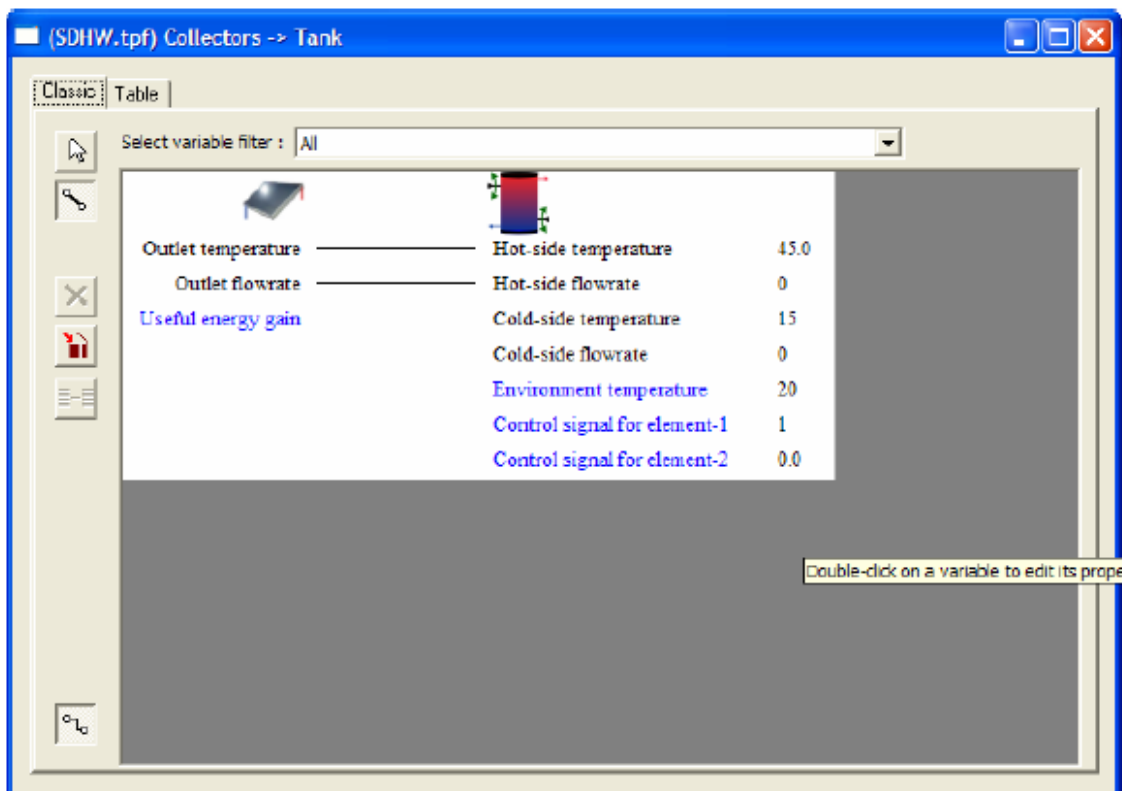 (SDHW.tpf) Collectors -> Tank
Classic Table
Select variable filter : All
Outlet temperature Hot-side temperature 45.0
Outlet flowrate Hot-side flowrate 0
Useful energy gain Cold-side temperature 15
Cold-side flowrate 0
Environment temperature 20
Control signal for element-1 1
Control signal for element-2 0.0
Double-click on a variable to edit its prope